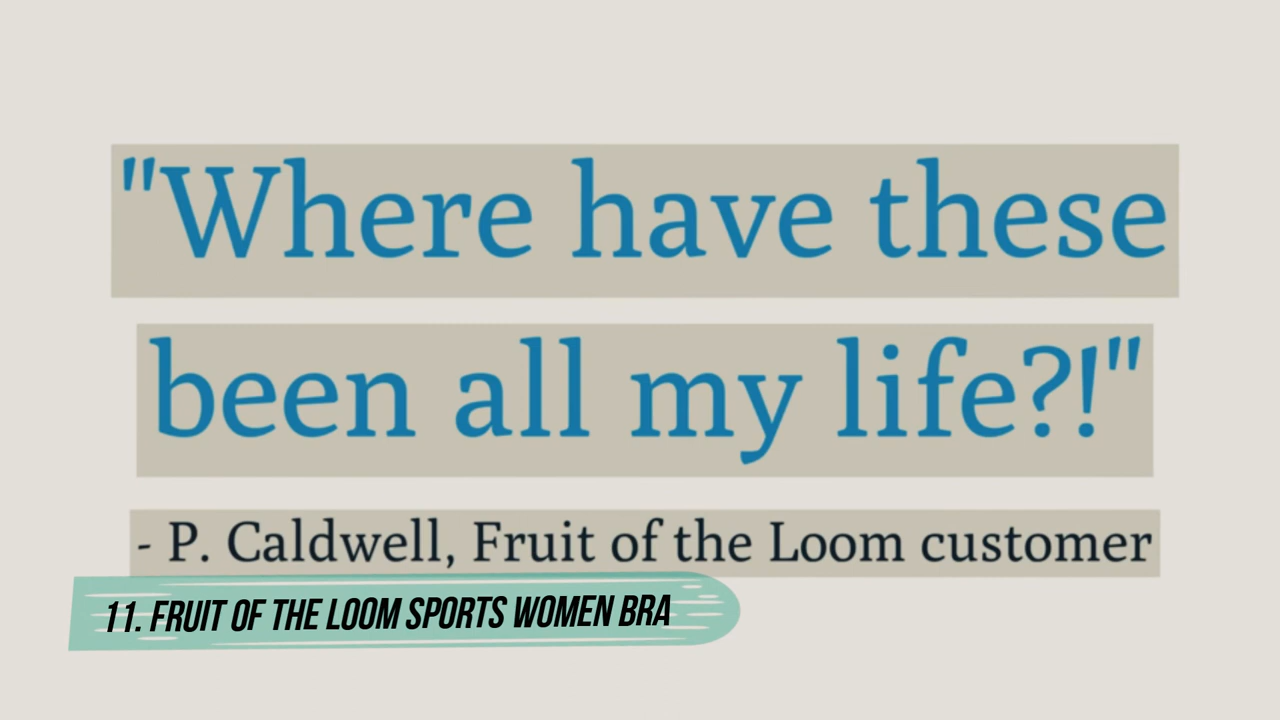 "Where have these
been all my life?!"
- P. Caldwell, Fruit of the Loom customer
11. FRUIT OF THE LOOM SPORTS WOMEN BRA